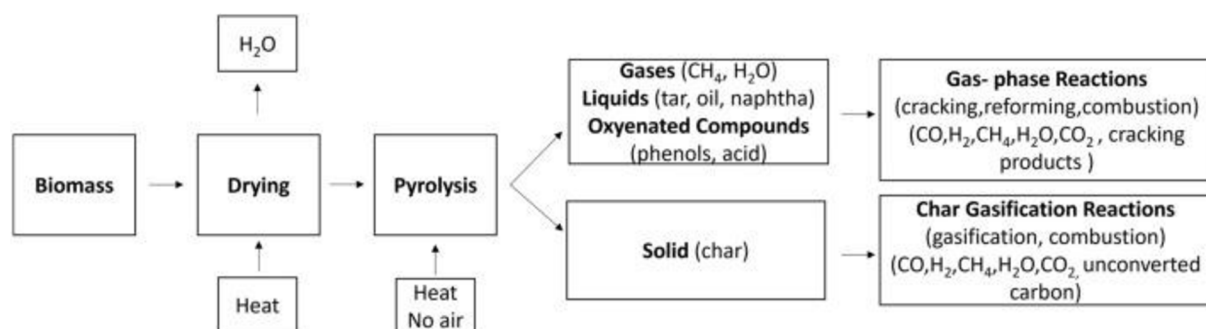 H₂O
Biomass
Drying
Pyrolysis
Heat
Heat
No air
Gases (CH₄, H₂O)
Liquids (tar, oil, naphtha)
Oxyenated Compounds
(phenols, acid)
Solid (char)
Gas- phase Reactions
(cracking,reforming,combustion)
(CO,H₂,CH₄,H₂O,CO₂ , cracking
products )
Char Gasification Reactions
(gasification, combustion)
(CO,H₂,CH₄,H₂O,CO₂, unconverted
carbon)